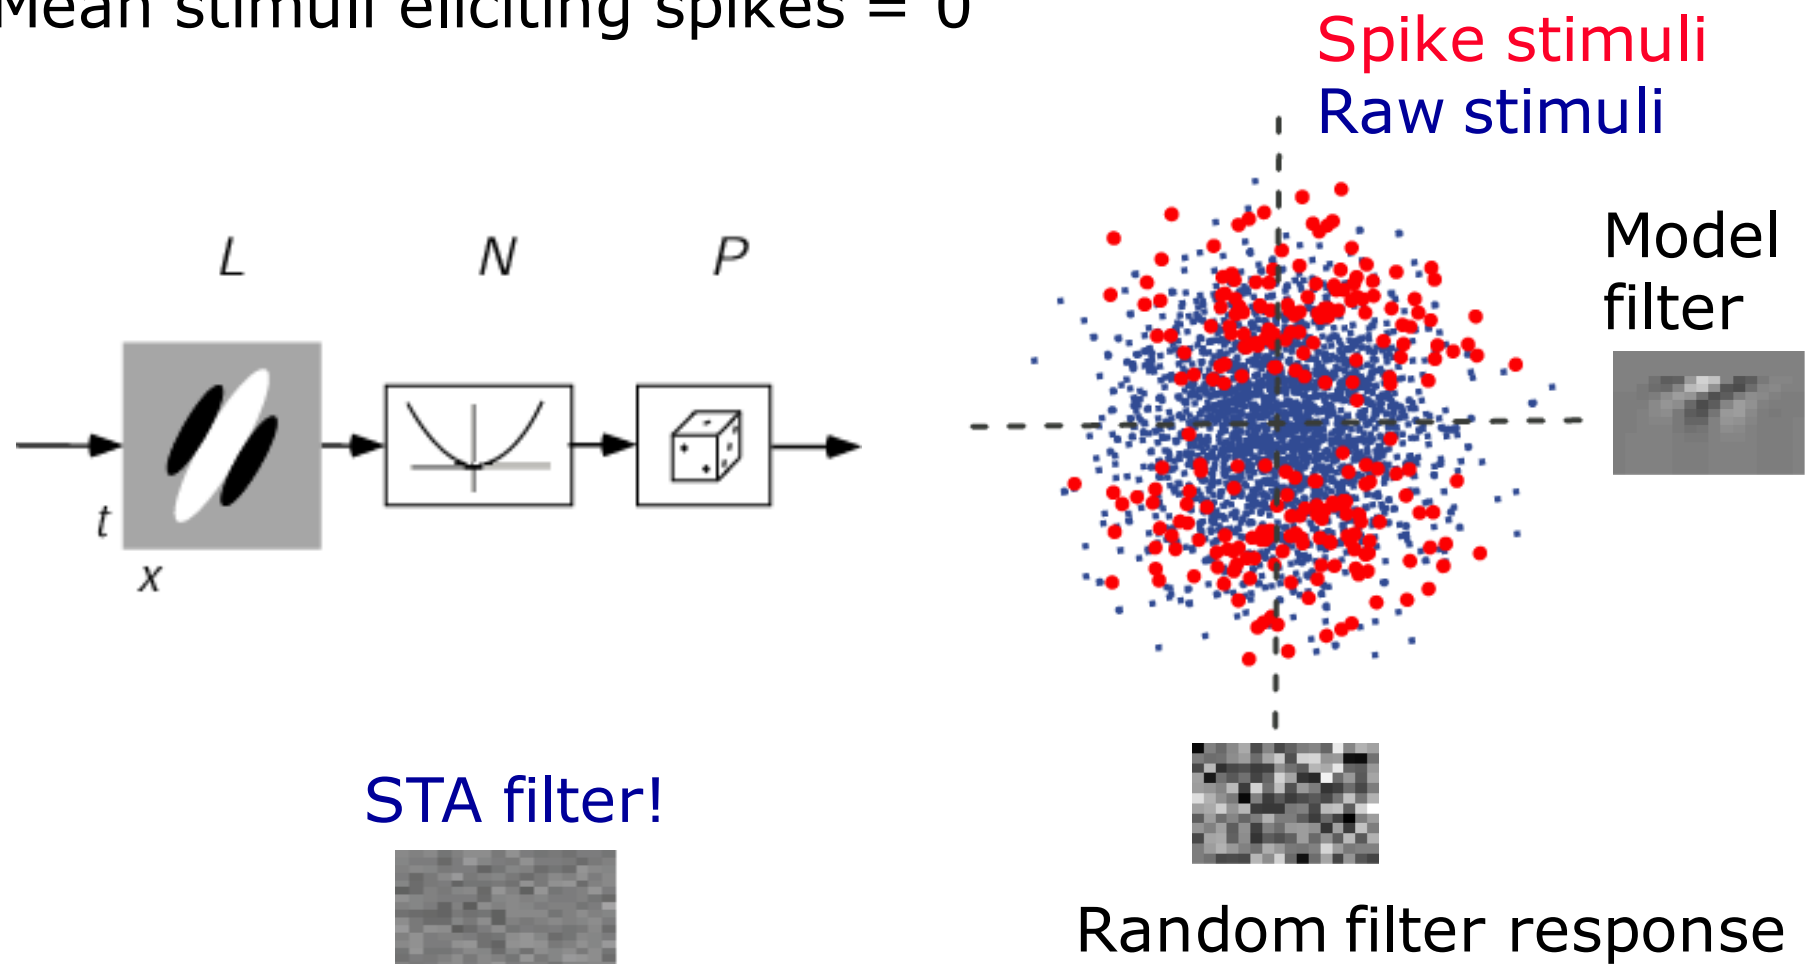 Mean stimuli eliciting spikes = 0
Spike stimuli
Raw stimuli
L N P
Model
filter
t
x
STA filter!
Random filter response